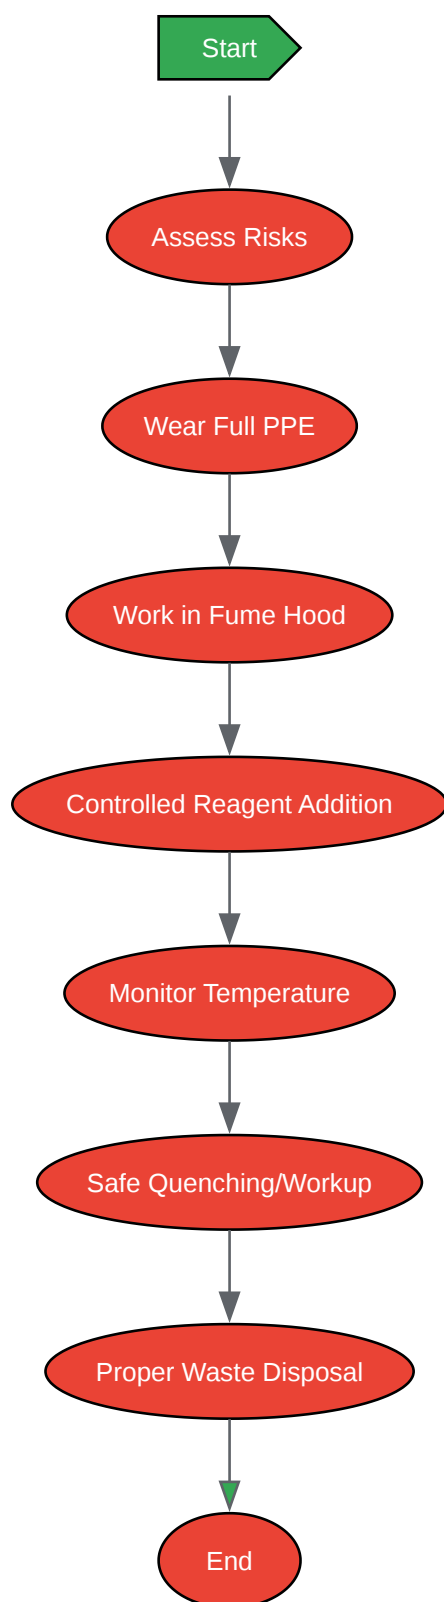 Start
Assess Risks
Wear Full PPE
Work in Fume Hood
Controlled Reagent Addition
Monitor Temperature
Safe Quenching/Workup
Proper Waste Disposal
End